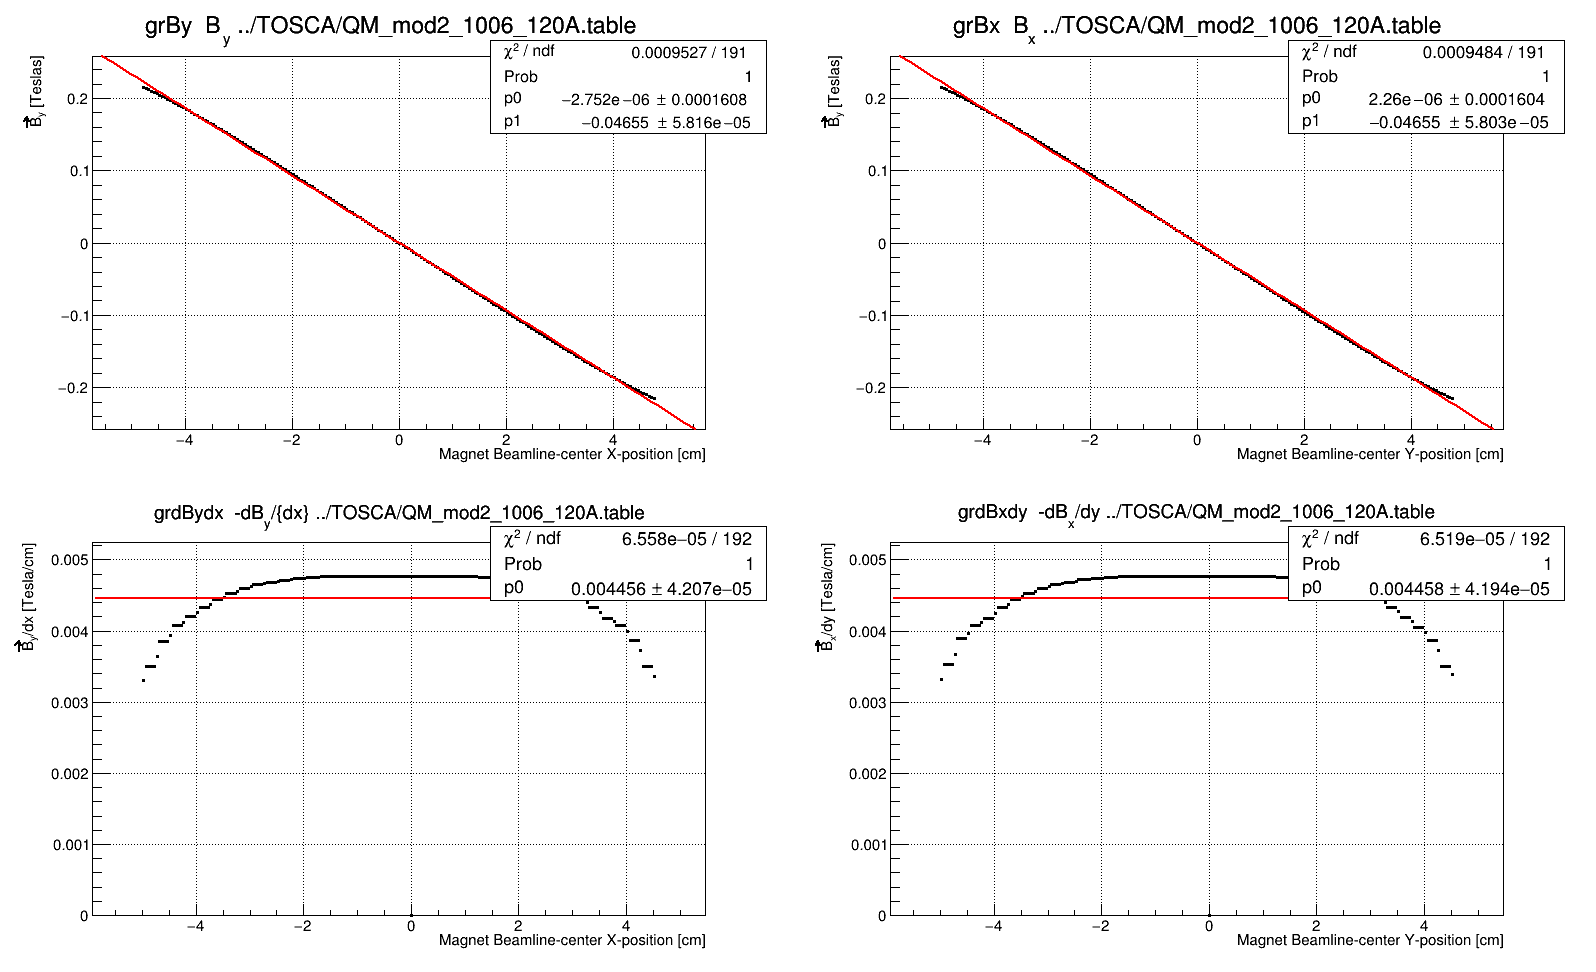 grBy B_y ../TOSCA/QM_mod2_1006_120A.table
χ² / ndf 0.0009527 / 191
Prob 1
p0 −2.752e−06 ± 0.0001608
p1 −0.04655 ± 5.816e−05
B_y [Teslas]
0.2
0.1
0
−0.1
−0.2
−4 −2 0 2 4
Magnet Beamline-center X-position [cm]
grBx B_x ../TOSCA/QM_mod2_1006_120A.table
χ² / ndf 0.0009484 / 191
Prob 1
p0 2.26e−06 ± 0.0001604
p1 −0.04655 ± 5.803e−05
B_y [Teslas]
0.2
0.1
0
−0.1
−0.2
−4 −2 0 2 4
Magnet Beamline-center Y-position [cm]
grdBydx -dB_y/{dx} ../TOSCA/QM_mod2_1006_120A.table
χ² / ndf 6.558e−05 / 192
Prob 1
p0 0.004456 ± 4.207e−05
B_y/dx [Tesla/cm]
0.005
0.004
0.003
0.002
0.001
0
−4 −2 0 2 4
Magnet Beamline-center X-position [cm]
grdBxdy -dB_x/dy ../TOSCA/QM_mod2_1006_120A.table
χ² / ndf 6.519e−05 / 192
Prob 1
p0 0.004458 ± 4.194e−05
B_x/dy [Tesla/cm]
0.005
0.004
0.003
0.002
0.001
0
−4 −2 0 2 4
Magnet Beamline-center Y-position [cm]